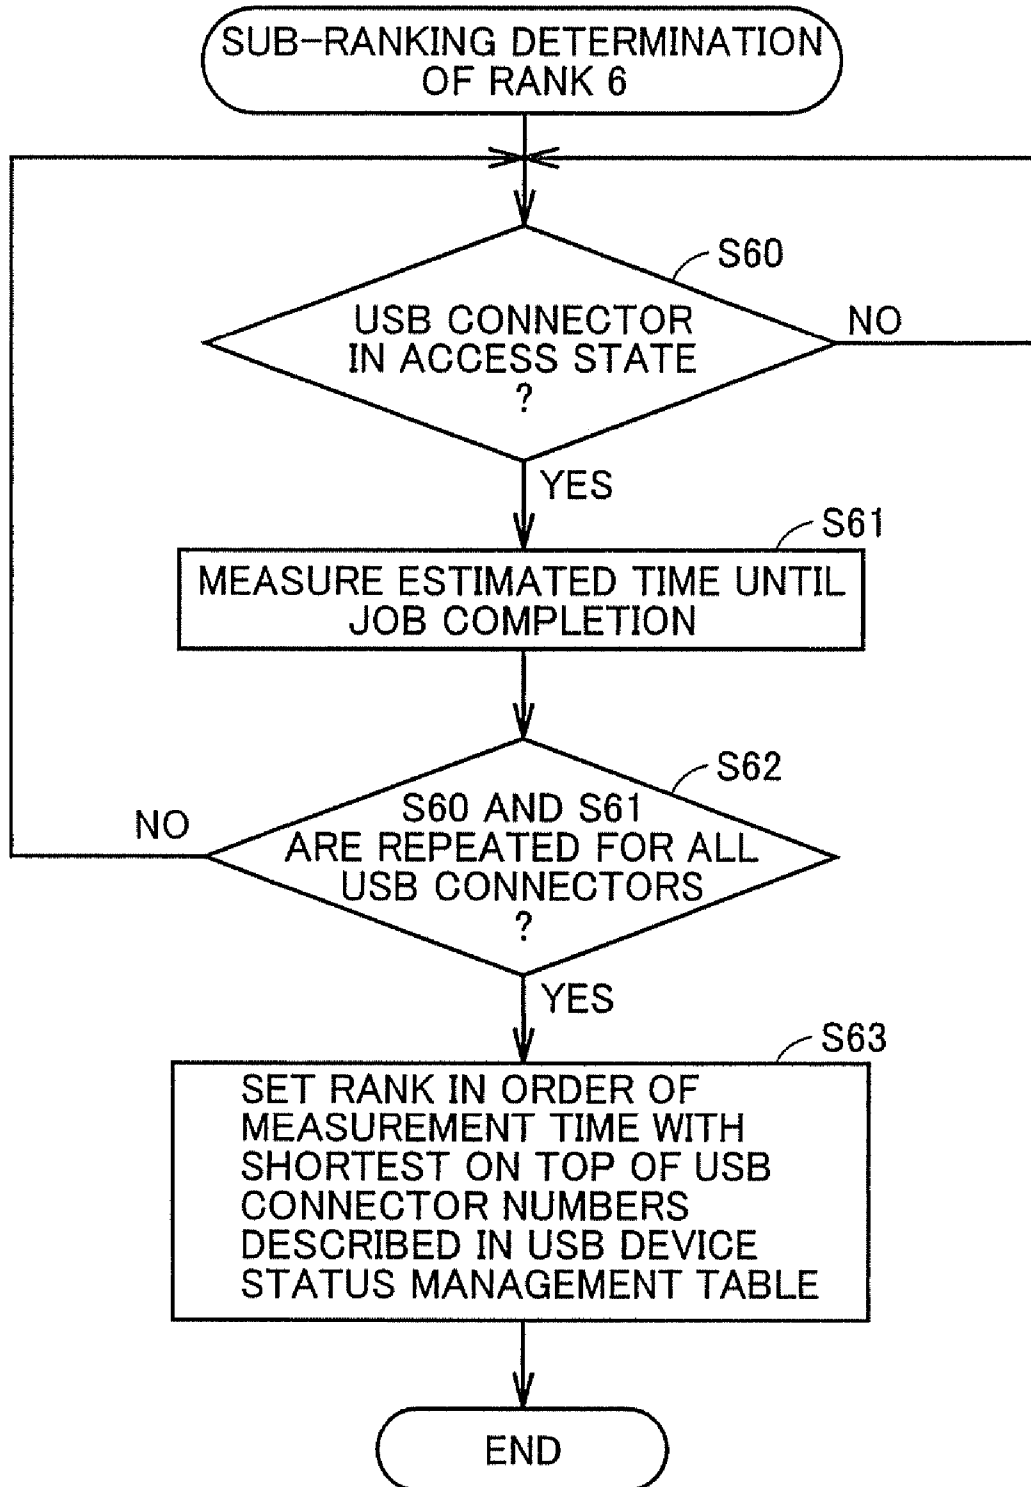 SUB-RANKING DETERMINATION
OF RANK 6
S60
USB CONNECTOR
IN ACCESS STATE
?
NO
YES
S61
MEASURE ESTIMATED TIME UNTIL
JOB COMPLETION
S62
S60 AND S61
ARE REPEATED FOR ALL
USB CONNECTORS
?
NO
YES
S63
SET RANK IN ORDER OF
MEASUREMENT TIME WITH
SHORTEST ON TOP OF USB
CONNECTOR NUMBERS
DESCRIBED IN USB DEVICE
STATUS MANAGEMENT TABLE
END